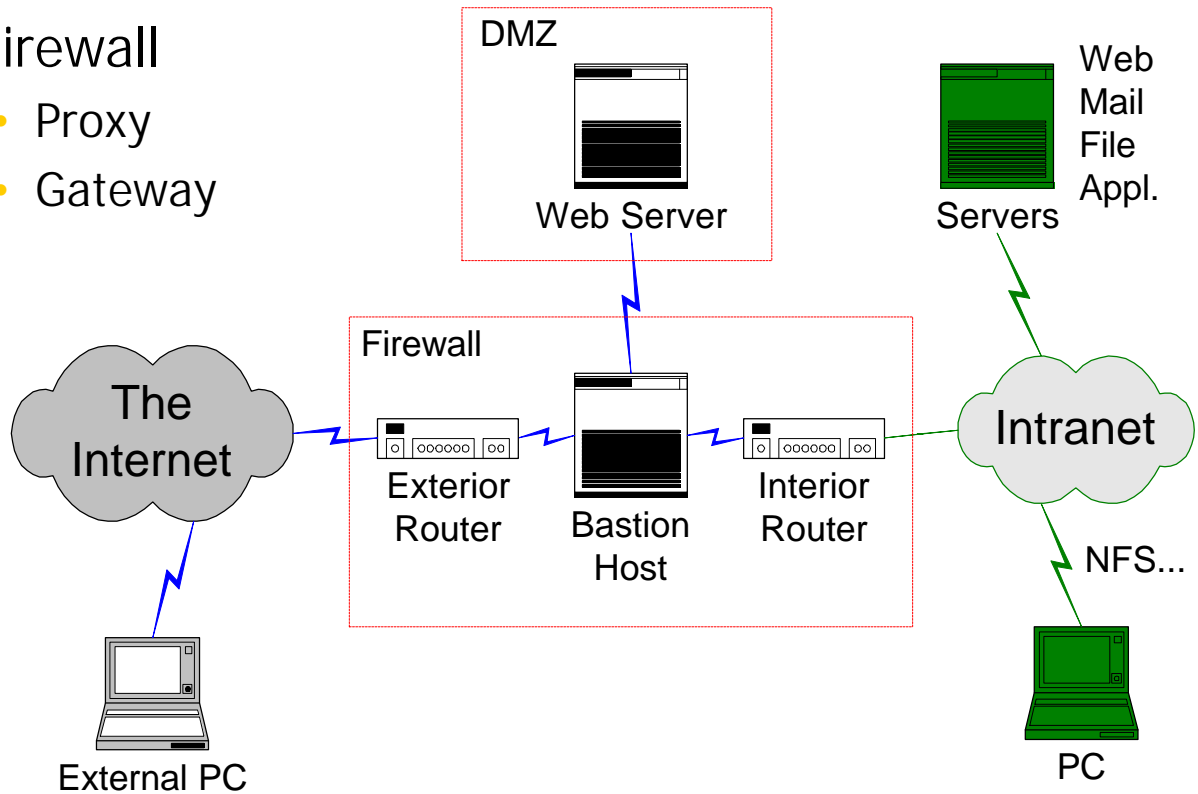 irewall
• Proxy
• Gateway
DMZ
Web Server
Web
Mail
File
Appl.
Servers
Firewall
The
Internet
Exterior
Router
Bastion
Host
Interior
Router
Intranet
NFS...
External PC
PC